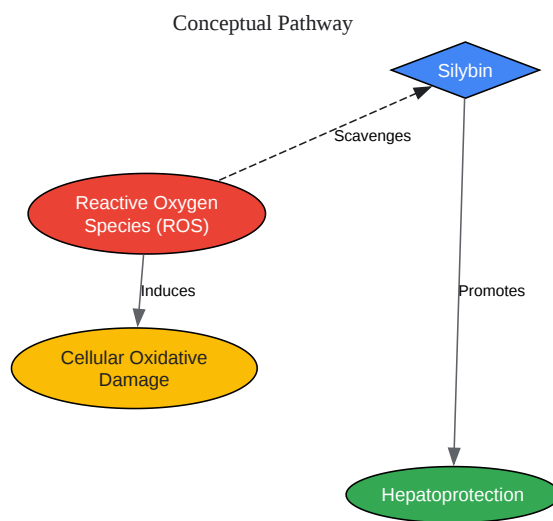 Conceptual Pathway
Silybin
Scavenges
Reactive Oxygen
Species (ROS)
Induces
Promotes
Cellular Oxidative
Damage
Hepatoprotection